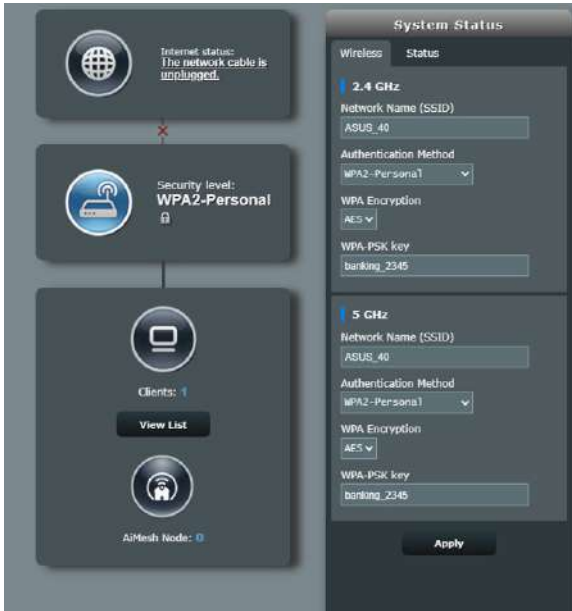 Internet status:
The network cable is
unplugged.
Security level:
WPA2-Personal
Clients: 1
View List
AiMesh Node: 0
System Status
Wireless
Status
2.4 GHz
Network Name (SSID)
ASUS_40
Authentication Method
WPA2-Personal
WPA Encryption
AES
WPA-PSK key
banking_2345
5 GHz
Network Name (SSID)
ASUS_40
Authentication Method
WPA2-Personal
WPA Encryption
AES
WPA-PSK key
banking_2345
Apply